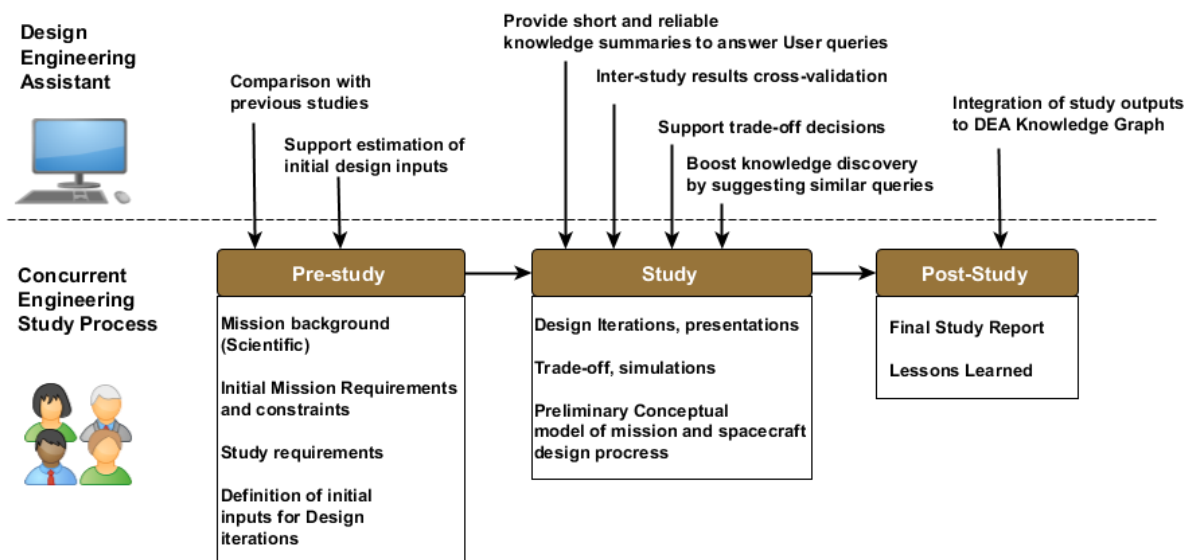 Design
Engineering
Assistant
Comparison with
previous studies
Support estimation of
initial design inputs
Provide short and reliable
knowledge summaries to answer User queries
Inter-study results cross-validation
Support trade-off decisions
Boost knowledge discovery
by suggesting similar queries
Integration of study outputs
to DEA Knowledge Graph
Concurrent
Engineering
Study Process
Pre-study
Mission background
(Scientific)
Initial Mission Requirements
and constraints
Study requirements
Definition of initial
inputs for Design
iterations
Study
Design Iterations, presentations
Trade-off, simulations
Preliminary Conceptual
model of mission and spacecraft
design procress
Post-Study
Final Study Report
Lessons Learned